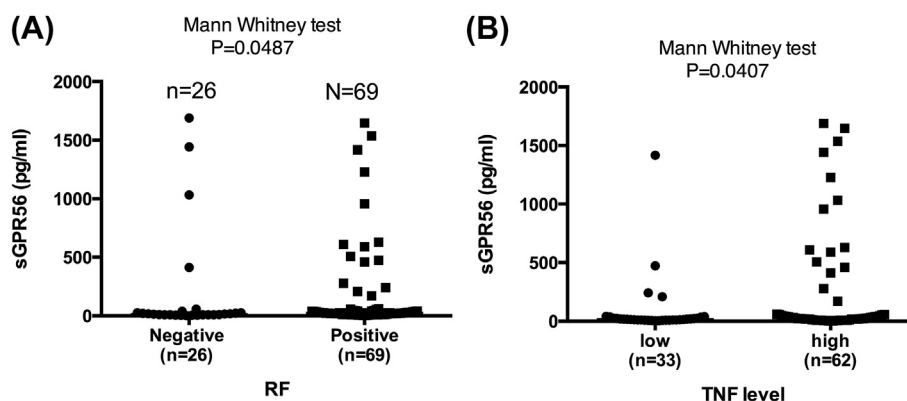 (A)
Mann Whitney test
P=0.0487
n=26
N=69
2000
1500
1000
500
0
sGPR56 (pg/ml)
Negative
(n=26)
Positive
(n=69)
RF
(B)
Mann Whitney test
P=0.0407
2000
1500
1000
500
0
sGPR56 (pg/ml)
low
(n=33)
high
(n=62)
TNF level